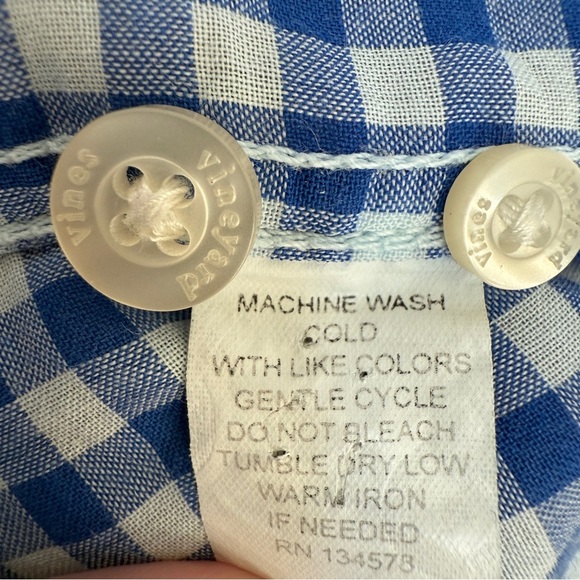 vineyard vines
vineyard vines
MACHINE WASH
COLD
WITH LIKE COLORS
GENTLE CYCLE
DO NOT BLEACH
TUMBLE DRY LOW
WARM IRON
IF NEEDED
RN 134573